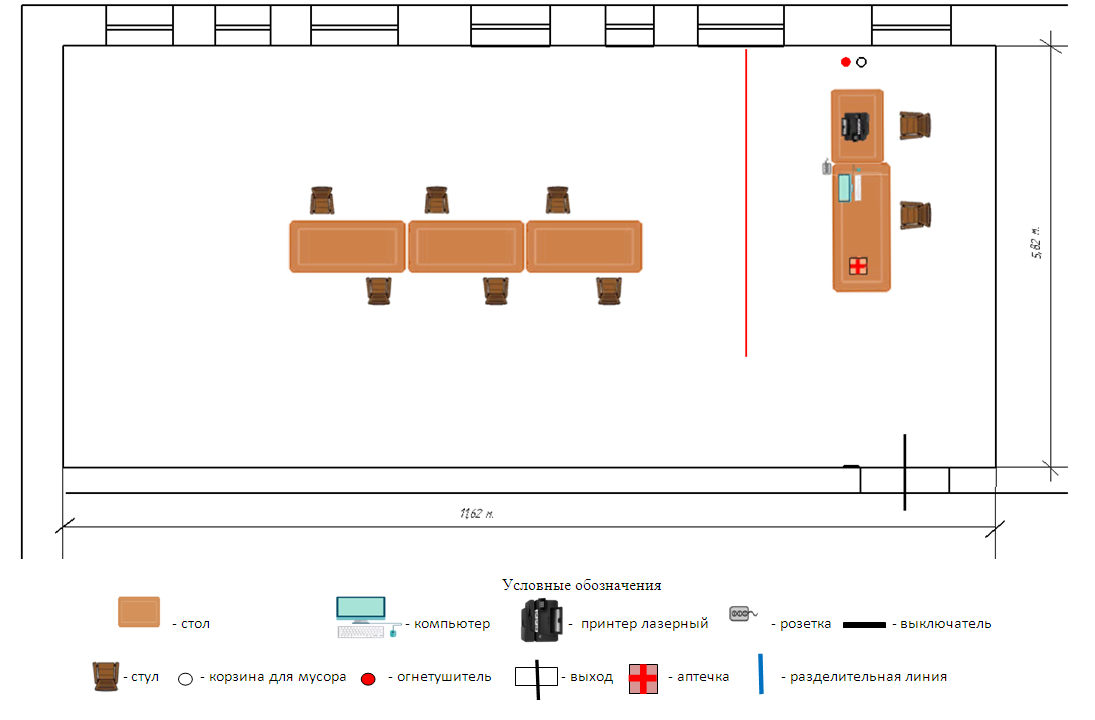 5,82 м.
11,62 м.
Условные обозначения
- стол
- компьютер
- принтер лазерный
- розетка
- выключатель
- стул
- корзина для мусора
- огнетушитель
- выход
- аптечка
- разделительная линия